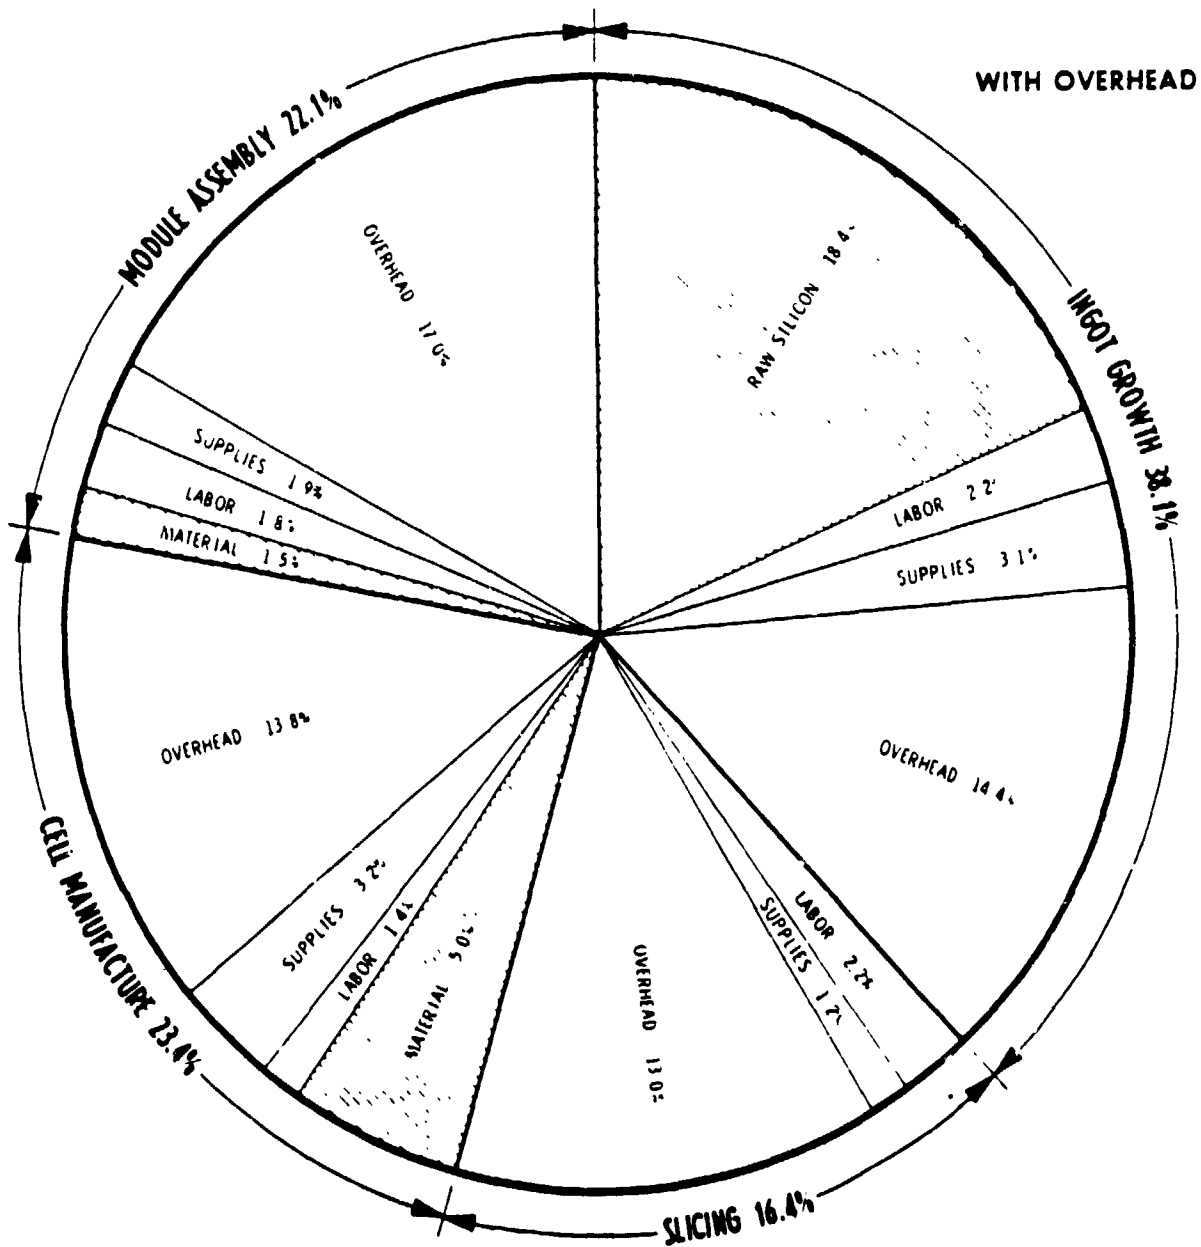 WITH OVERHEAD
MODULE ASSEMBLY 22.1%
INGOT GROWTH 38.1%
CELL MANUFACTURE 23.4%
SLICING 16.4%
RAW SILICON 18 4%
LABOR 2 2%
SUPPLIES 3 1%
OVERHEAD 14 4%
LABOR 2.2%
SUPPLIES 1 2%
OVERHEAD 13 0%
MATERIAL 5 0%
LABOR 1 4%
SUPPLIES 3 2%
OVERHEAD 13 8%
MATERIAL 1 5%
LABOR 1 8%
SUPPLIES 1 9%
OVERHEAD 17 0%